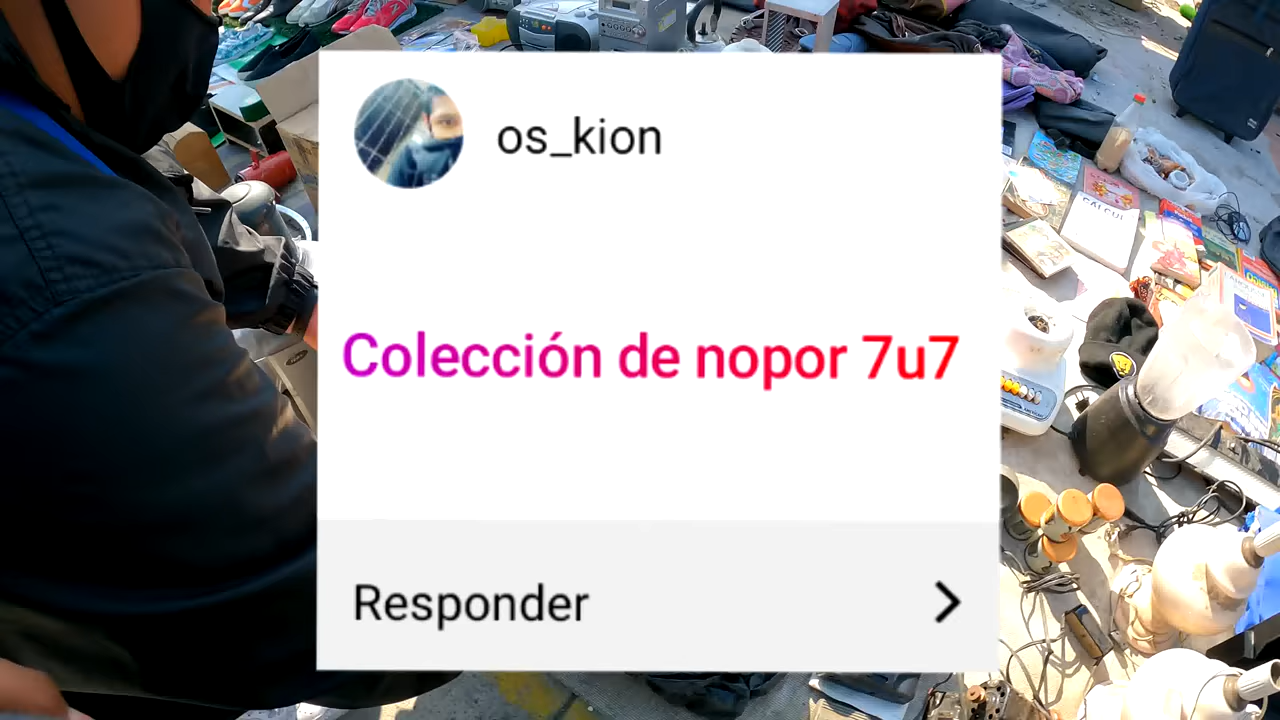 os_kion
Colección de nopor 7u7
Responder